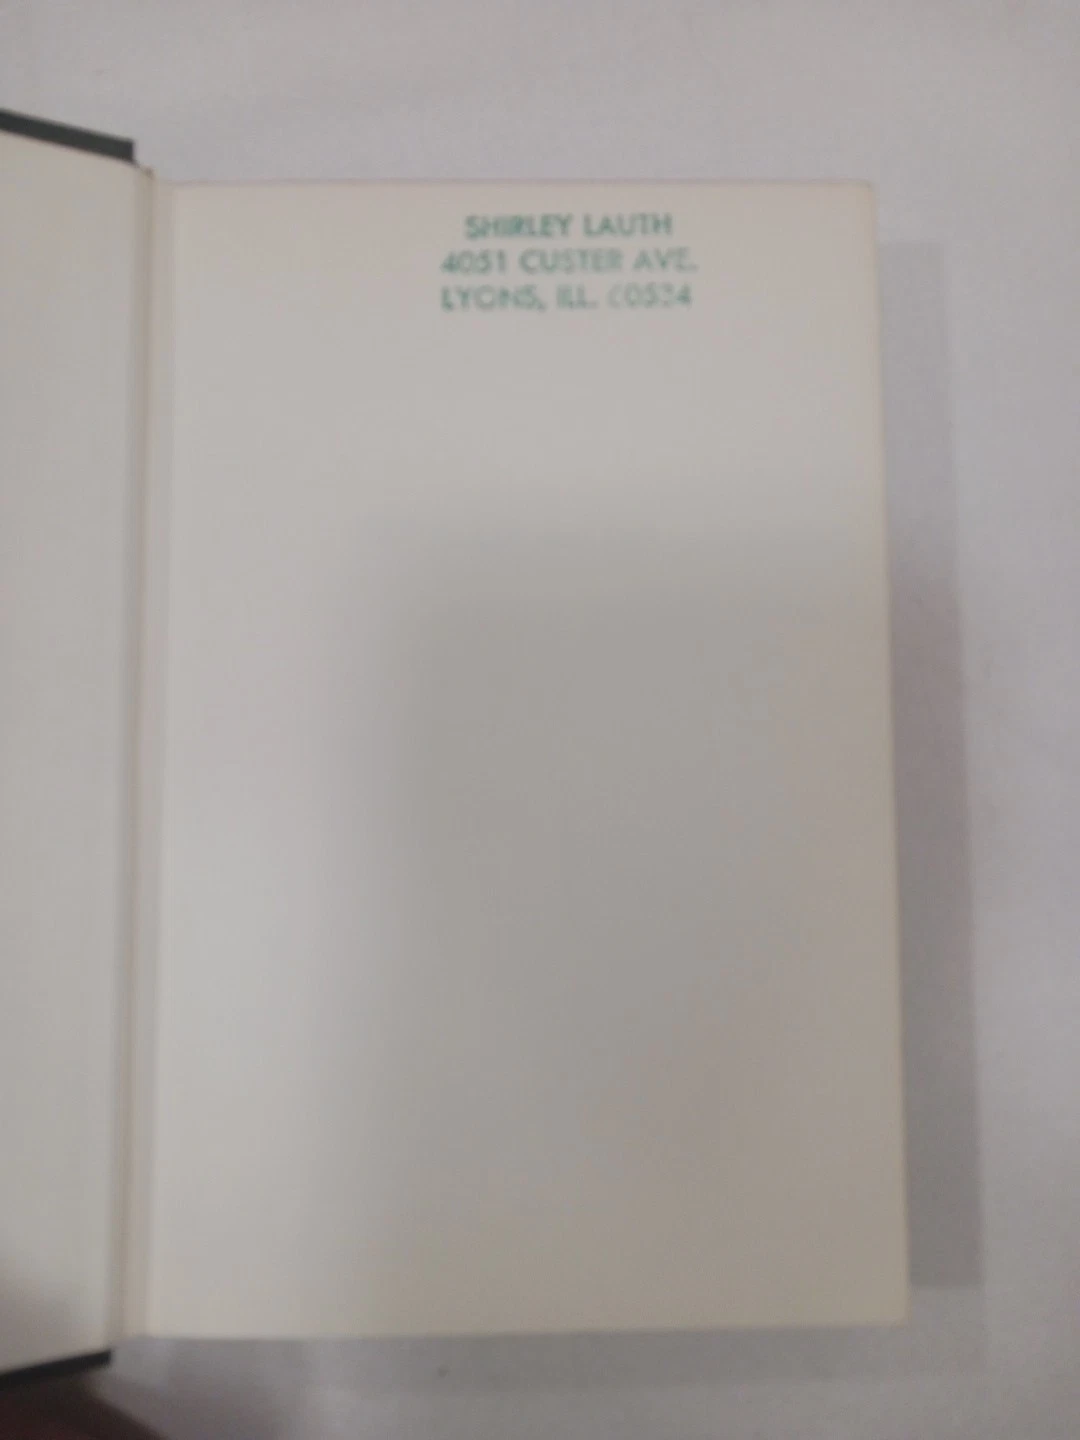 SHIRLEY LAUTH
4051 CUSTER AVE.
LYONS, ILL. 60534